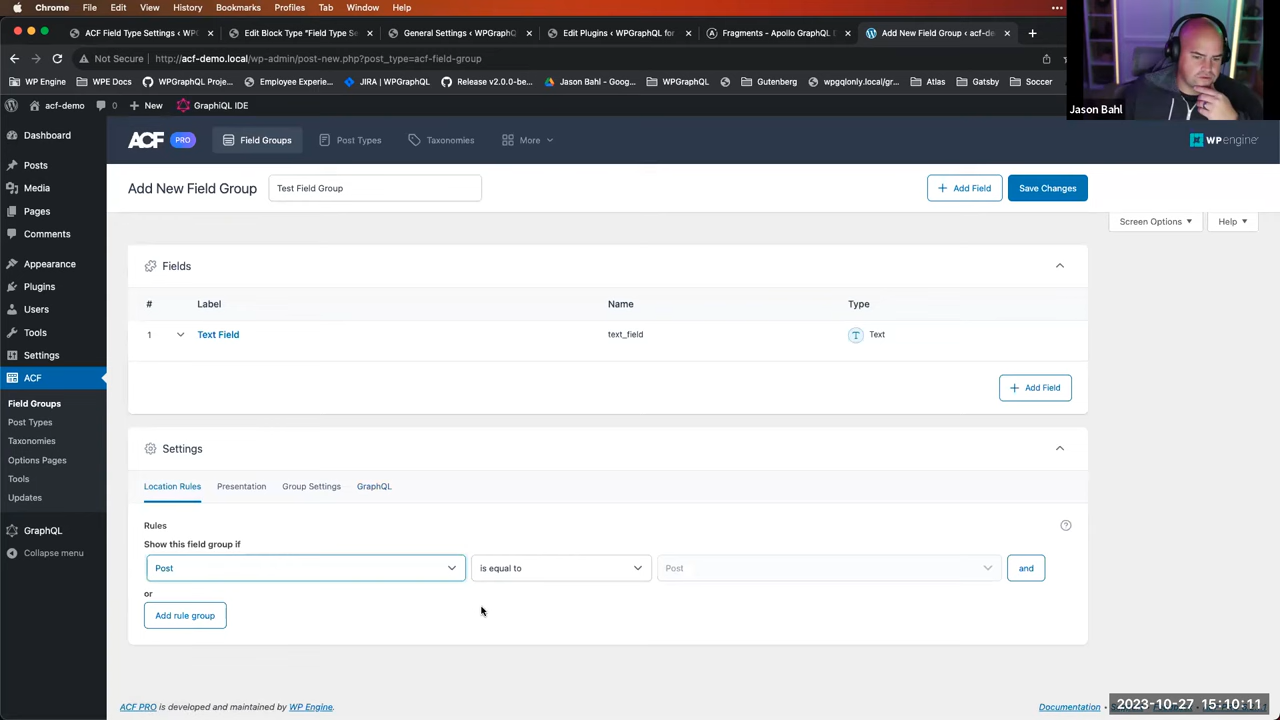 Chrome File Edit View History Bookmarks Profiles Tab Window Help
ACF Field Type Settings ‹ WPG
Edit Block Type "Field Type Se
General Settings ‹ WPGraphQL
Edit Plugins ‹ WPGraphQL for
Fragments - Apollo GraphQL D
Add New Field Group ‹ acf-de
Not Secure | http://acf-demo.local/wp-admin/post-new.php?post_type=acf-field-group
WP Engine WPE Docs WPGraphQL Proje... Employee Experie... JIRA | WPGraphQL Release v2.0.0-be... Jason Bahl - Goog... WPGraphQL Gutenberg wpgqlonly.local/gr... Atlas Gatsby Soccer
Jason Bahl
acf-demo 0 New GraphiQL IDE
Dashboard
Posts
Media
Pages
Comments
Appearance
Plugins
Users
Tools
Settings
ACF
Field Groups
Post Types
Taxonomies
Options Pages
Tools
Updates
GraphQL
Collapse menu
ACF PRO Field Groups Post Types Taxonomies More
WPengine
Add New Field Group Test Field Group + Add Field Save Changes
Screen Options Help
Fields
# Label Name Type
1 Text Field text_field T Text
+ Add Field
Settings
Location Rules Presentation Group Settings GraphQL
Rules
Show this field group if
Post is equal to Post and
or
Add rule group
ACF PRO is developed and maintained by WP Engine.
Documentation ·
2023-10-27 15:10:11